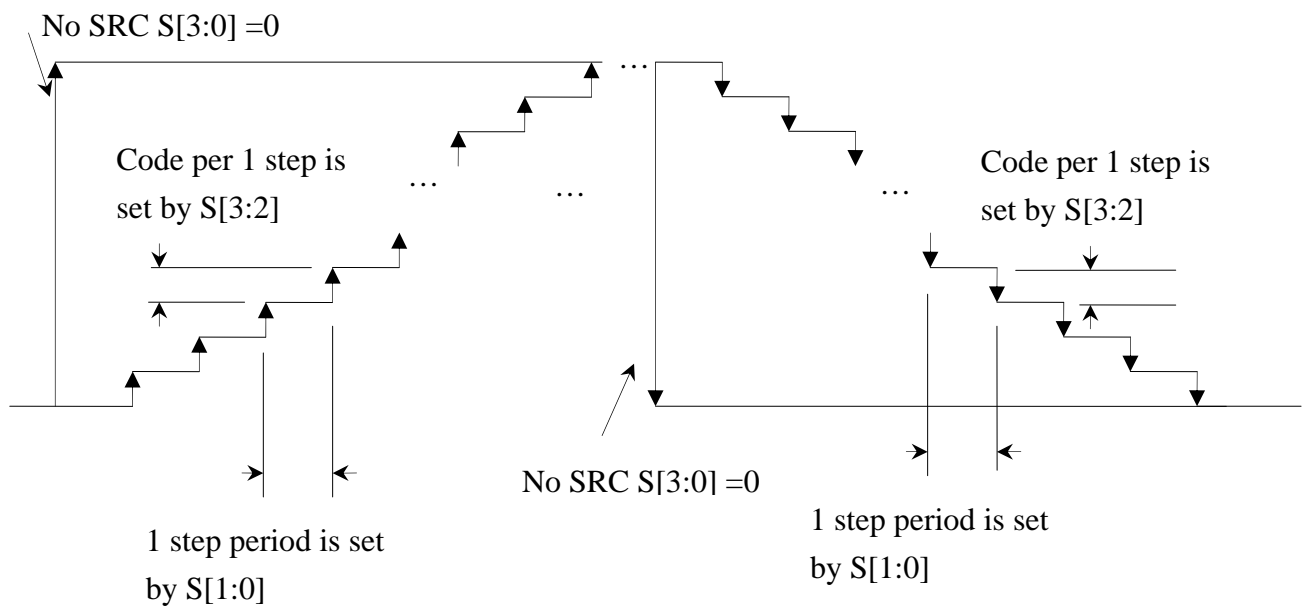 No SRC S[3:0] =0
…
Code per 1 step is
set by S[3:2]
…
…
…
Code per 1 step is
set by S[3:2]
No SRC S[3:0] =0
1 step period is set
by S[1:0]
1 step period is set
by S[1:0]